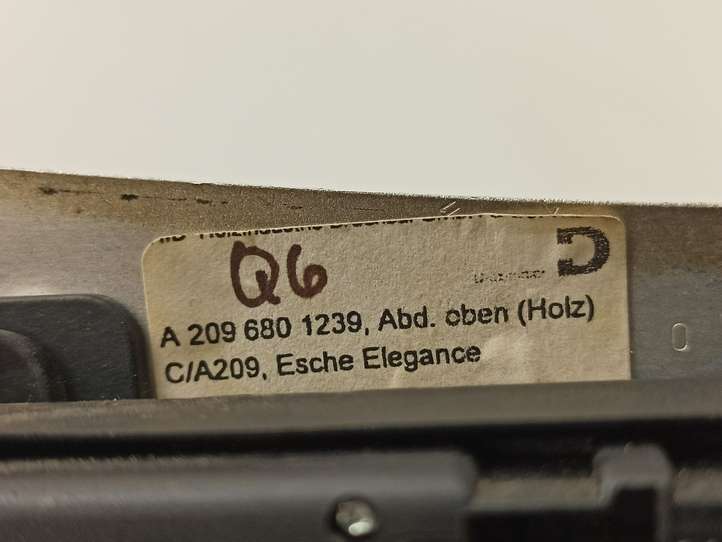 Q6
A 209 680 1239, Abd. oben (Holz)
C/A209, Esche Elegance